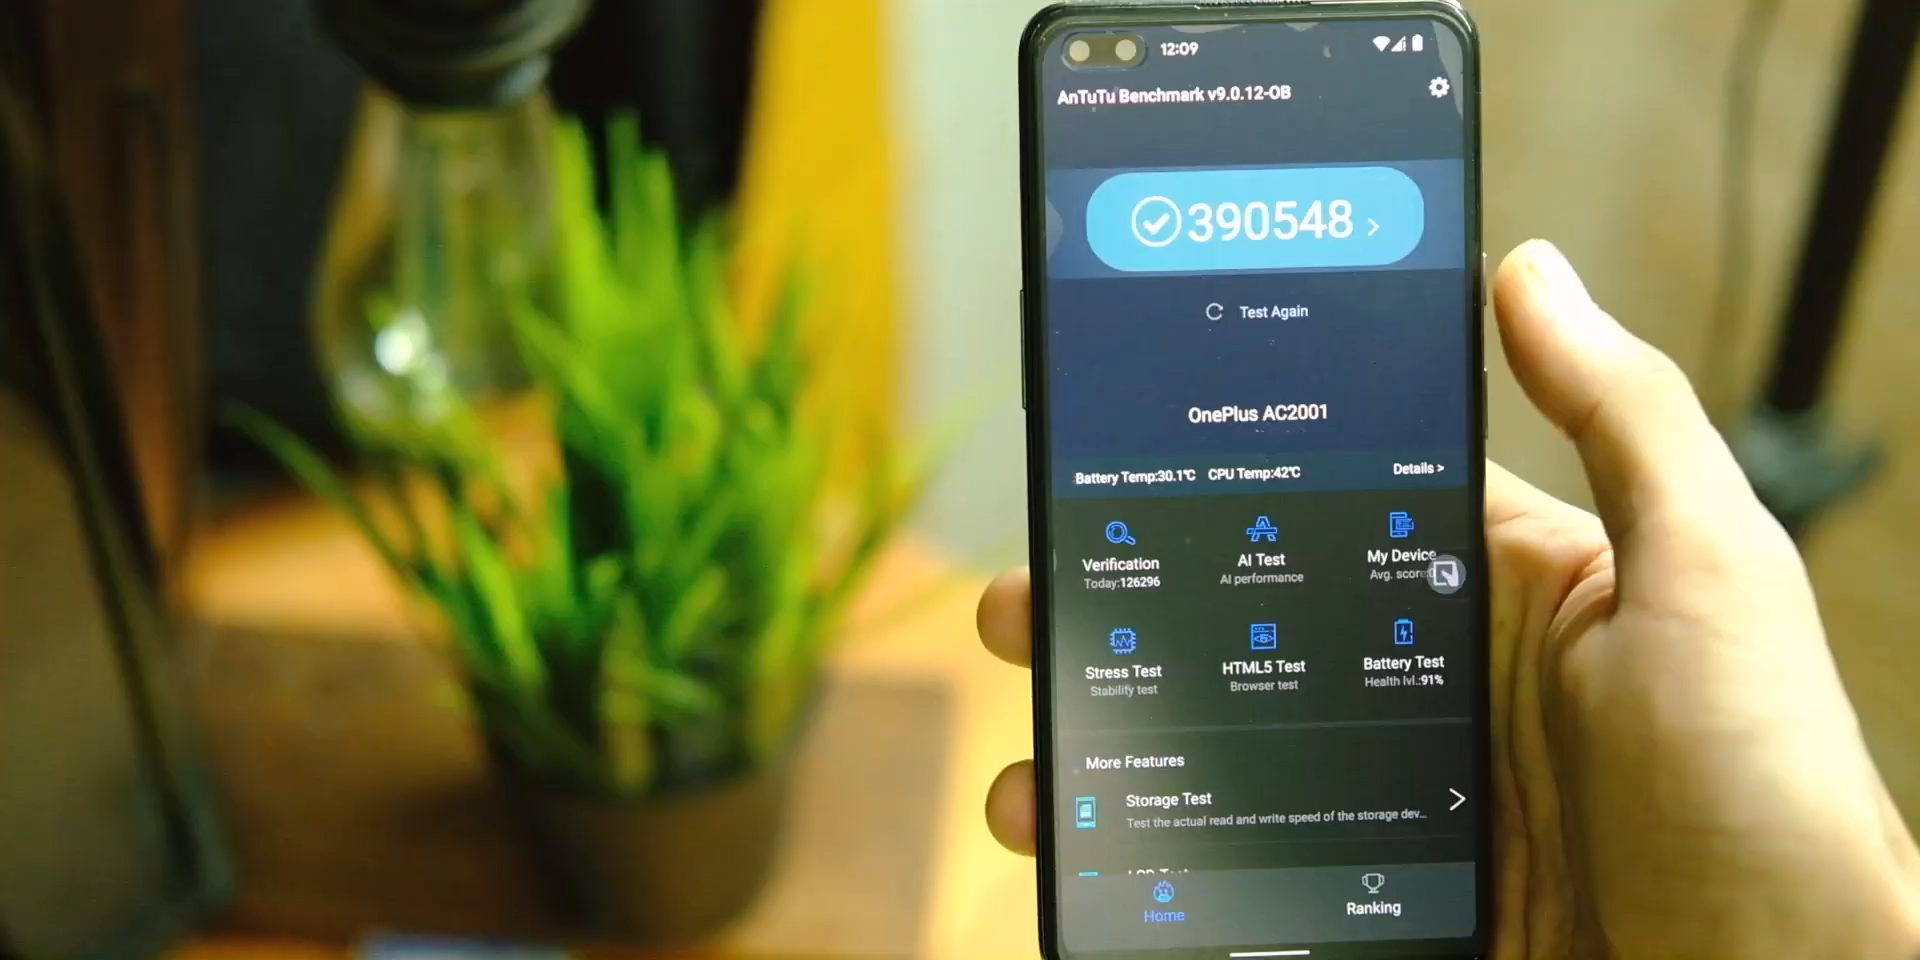 12:09
AnTuTu Benchmark v9.0.12-OB
390548 >
Test Again
OnePlus AC2001
Battery Temp:30.1℃ CPU Temp:42℃ Details >
Verification
Today:126296
AI Test
AI performance
My Device
Avg. score:0
Stress Test
Stability test
HTML5 Test
Browser test
Battery Test
Health lvl.:91%
More Features
Storage Test
Test the actual read and write speed of the storage dev...
Home
Ranking